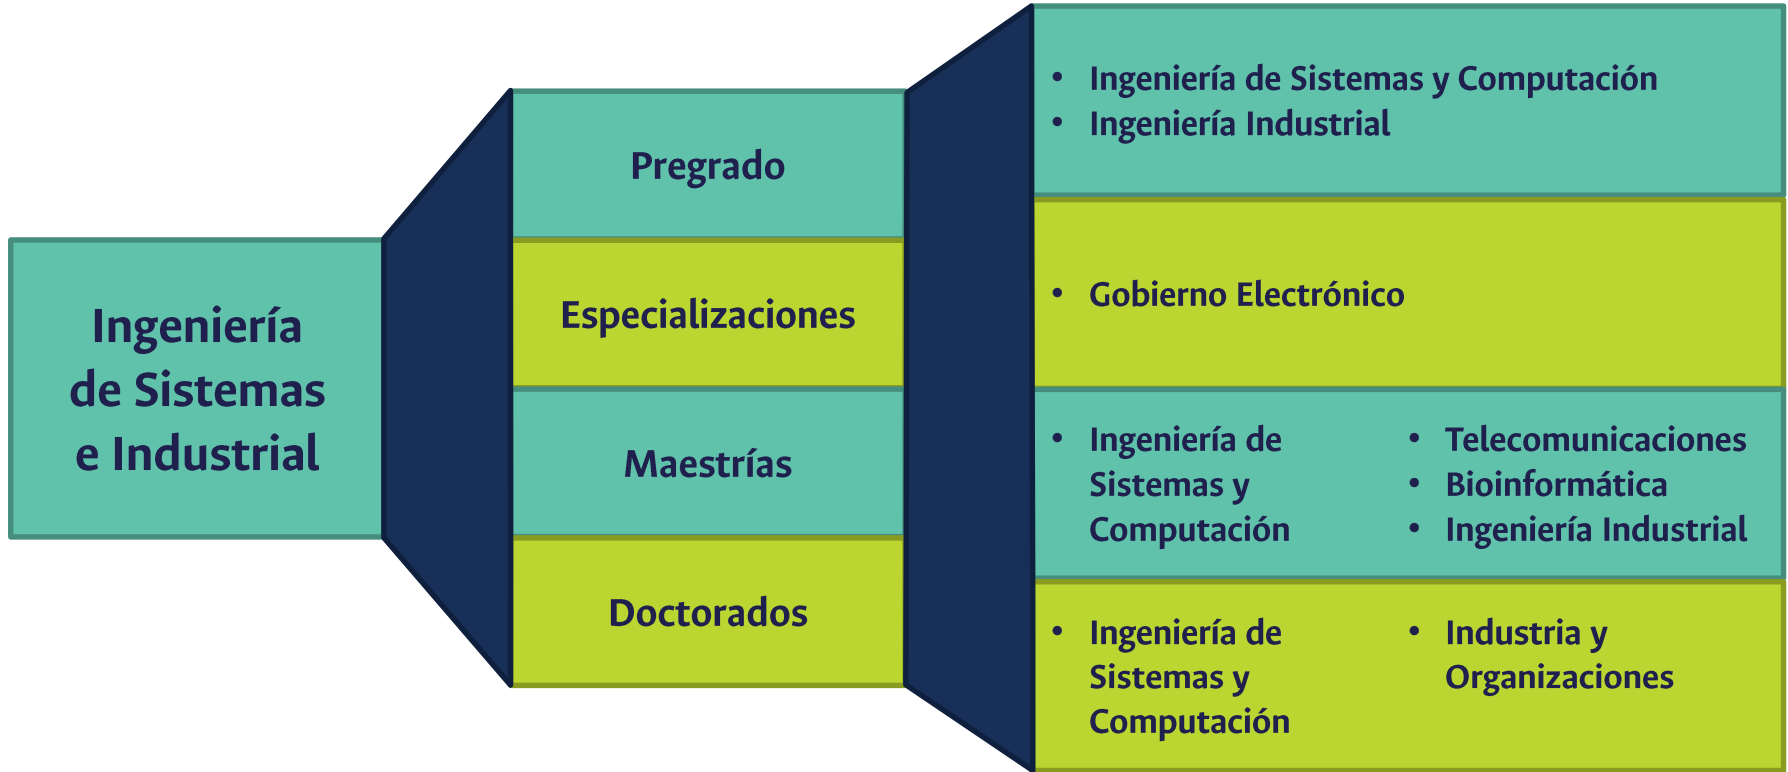 Ingeniería
de Sistemas
e Industrial
Pregrado
Especializaciones
Maestrías
Doctorados
• Ingeniería de Sistemas y Computación
• Ingeniería Industrial
• Gobierno Electrónico
• Ingeniería de
Sistemas y
Computación
• Telecomunicaciones
• Bioinformática
• Ingeniería Industrial
• Ingeniería de
Sistemas y
Computación
• Industria y
Organizaciones